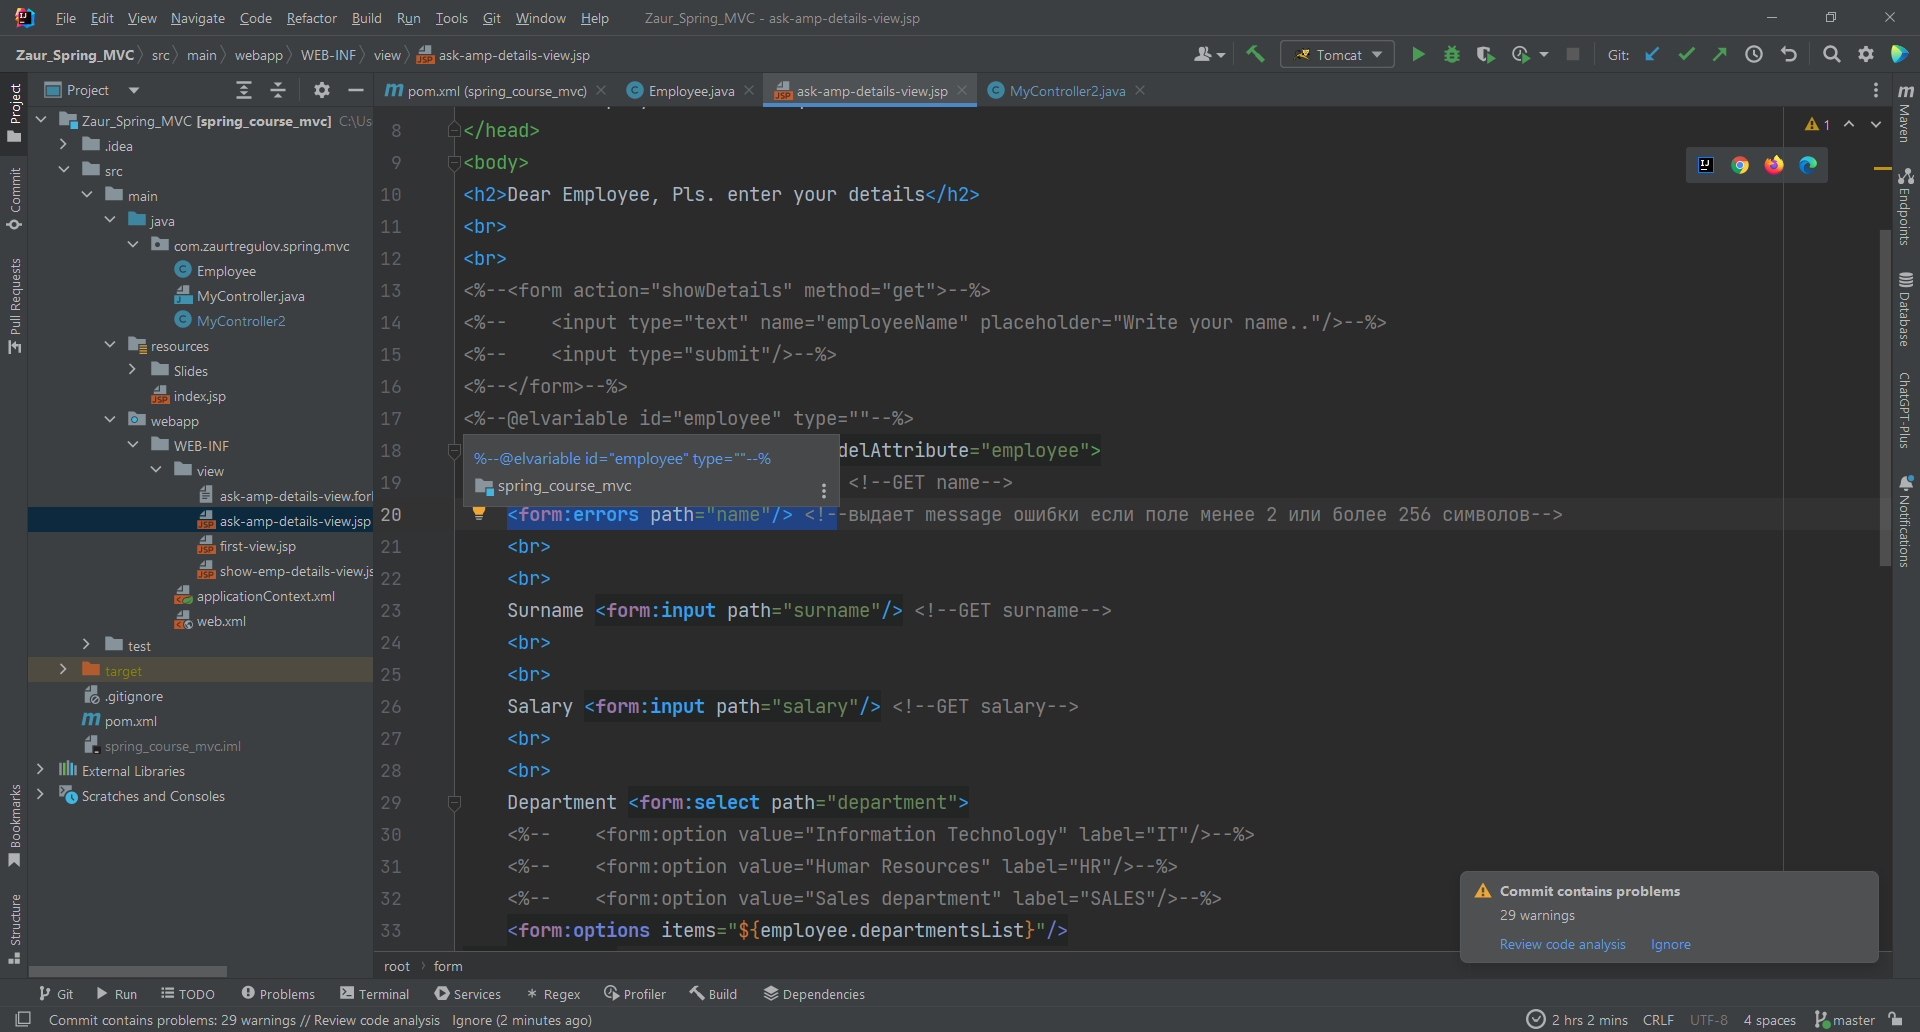 File Edit View Navigate Code Refactor Build Run Tools Git Window Help Zaur_Spring_MVC - ask-amp-details-view.jsp
Zaur_Spring_MVC src main webapp WEB-INF view ask-amp-details-view.jsp Tomcat Git:
Project
pom.xml (spring_course_mvc) Employee.java ask-amp-details-view.jsp MyController2.java
Project
Commit
Pull Requests
Bookmarks
Structure
Zaur_Spring_MVC [spring_course_mvc] C:\Us
.idea
src
main
java
com.zaurtregulov.spring.mvc
Employee
MyController.java
MyController2
resources
Slides
index.jsp
webapp
WEB-INF
view
ask-amp-details-view.for
ask-amp-details-view.jsp
first-view.jsp
show-emp-details-view.js
applicationContext.xml
web.xml
test
target
.gitignore
pom.xml
spring_course_mvc.iml
External Libraries
Scratches and Consoles
8 </head>
9 <body>
10 <h2>Dear Employee, Pls. enter your details</h2>
11 <br>
12 <br>
13 <%--<form action="showDetails" method="get">--%>
14 <%--    <input type="text" name="employeeName" placeholder="Write your name.."/>--%>
15 <%--    <input type="submit"/>--%>
16 <%--</form>--%>
17 <%--@elvariable id="employee" type=""--%>
18 delAttribute="employee">
%--@elvariable id="employee" type=""--%
19 <!--GET name-->
spring_course_mvc
20 <form:errors path="name"/> <!--выдает message ошибки если поле менее 2 или более 256 символов-->
21 <br>
22 <br>
23 Surname <form:input path="surname"/> <!--GET surname-->
24 <br>
25 <br>
26 Salary <form:input path="salary"/> <!--GET salary-->
27 <br>
28 <br>
29 Department <form:select path="department">
30 <%--    <form:option value="Information Technology" label="IT"/>--%>
31 <%--    <form:option value="Humar Resources" label="HR"/>--%>
32 <%--    <form:option value="Sales department" label="SALES"/>--%>
33 <form:options items="${employee.departmentsList}"/>
1
Maven
Endpoints
Database
ChatGPT-Plus
Notifications
Commit contains problems
29 warnings
Review code analysis Ignore
root form
Git Run TODO Problems Terminal Services Regex Profiler Build Dependencies
Commit contains problems: 29 warnings // Review code analysis Ignore (2 minutes ago) 2 hrs 2 mins CRLF UTF-8 4 spaces master